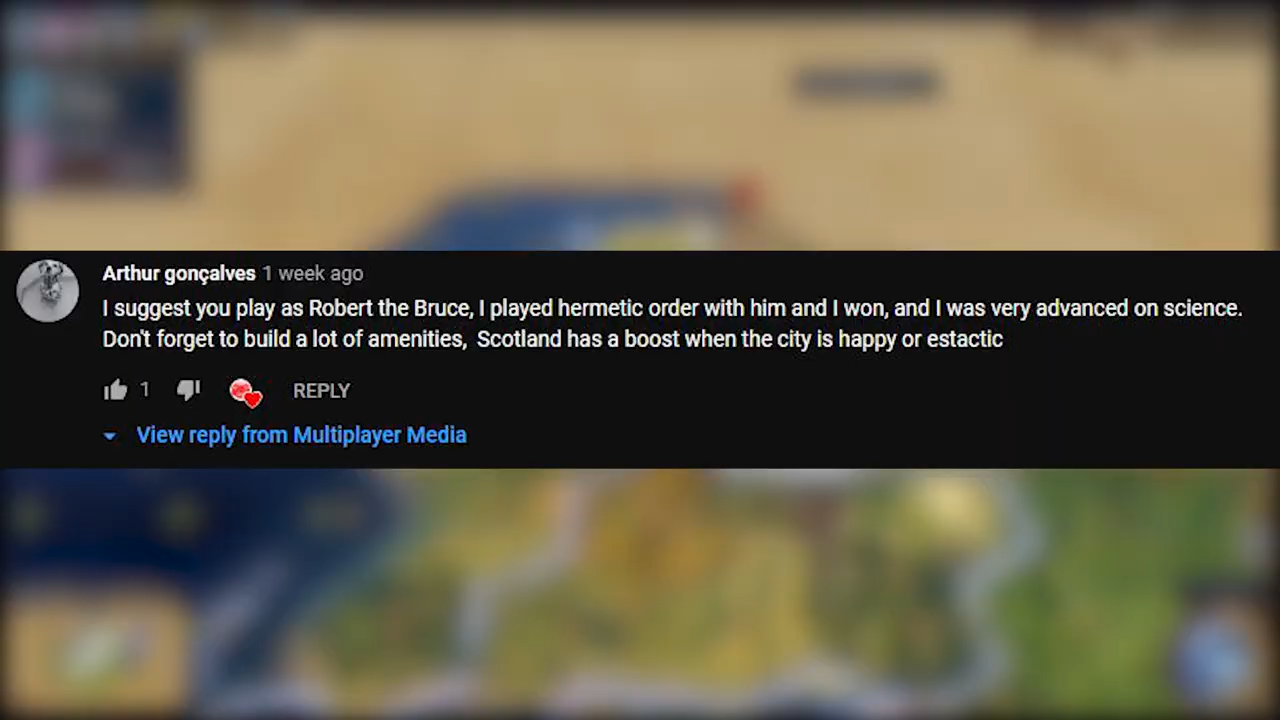 Arthur gonçalves 1 week ago
I suggest you play as Robert the Bruce, I played hermetic order with him and I won, and I was very advanced on science.
Don't forget to build a lot of amenities,  Scotland has a boost when the city is happy or estactic
1 REPLY
View reply from Multiplayer Media